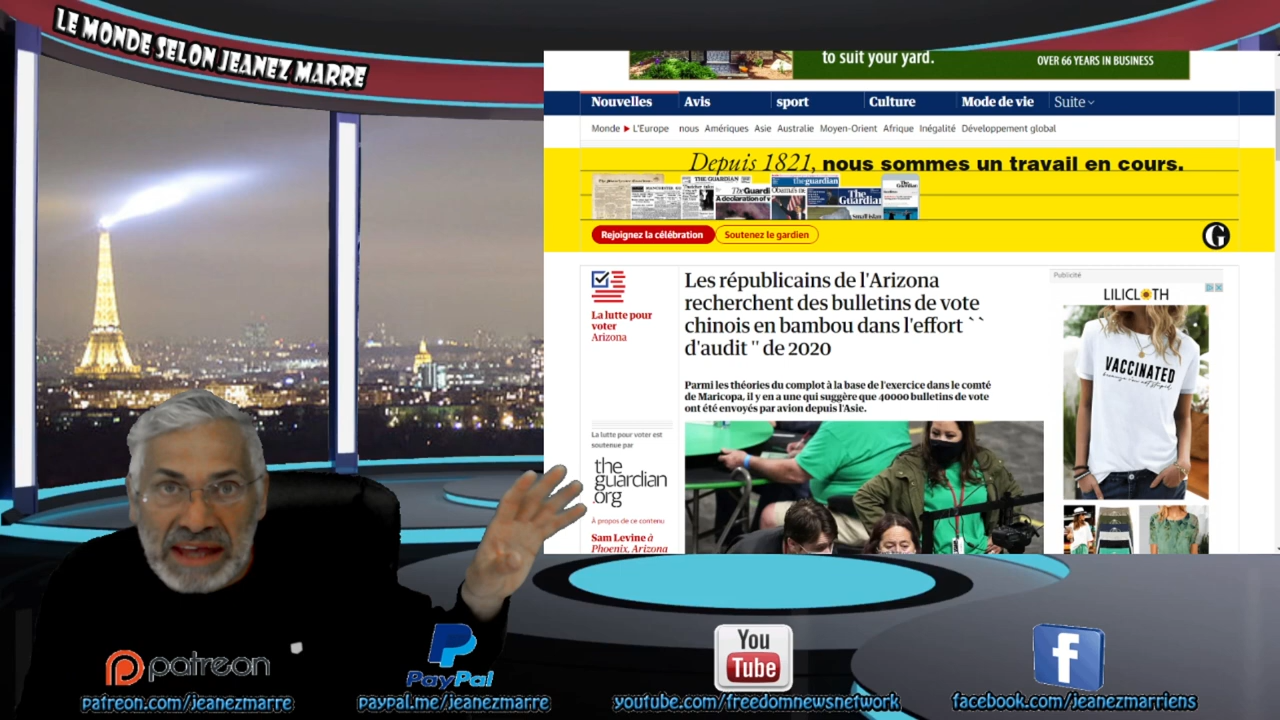 LE MONDE SELON JEANEZ MARRE
to suit your yard.
OVER 66 YEARS IN BUSINESS
Nouvelles Avis sport Culture Mode de vie Suite
Monde L'Europe nous Amériques Asie Australie Moyen-Orient Afrique Inégalité Développement global
Depuis 1821, nous sommes un travail en cours.
THE GUARDIAN
theguardian
The Guardian
Rejoignez la célébration
Soutenez le gardien
G
La lutte pour
voter
Arizona
Les républicains de l'Arizona
recherchent des bulletins de vote
chinois en bambou dans l'effort ``
d'audit '' de 2020
Parmi les théories du complot à la base de l'exercice dans le comté
de Maricopa, il y en a une qui suggère que 40000 bulletins de vote
ont été envoyés par avion depuis l'Asie.
La lutte pour voter est
soutenue par
the
guardian
.org
À propos de ce contenu
Sam Levine à
Phoenix, Arizona
Publicité
LILICLOTH
VACCINATED
patreon
patreon.com/jeanezmarre
PayPal
paypal.me/jeanezmarre
You
Tube
youtube.com/freedomnewsnetwork
f
facebook.com/jeanezmarriens